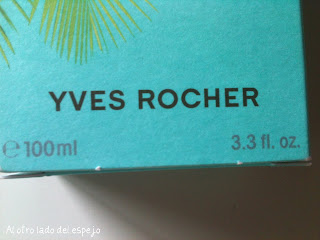 YVES ROCHER
℮ 100ml 3.3 fl. oz.
Al otro lado del espejo